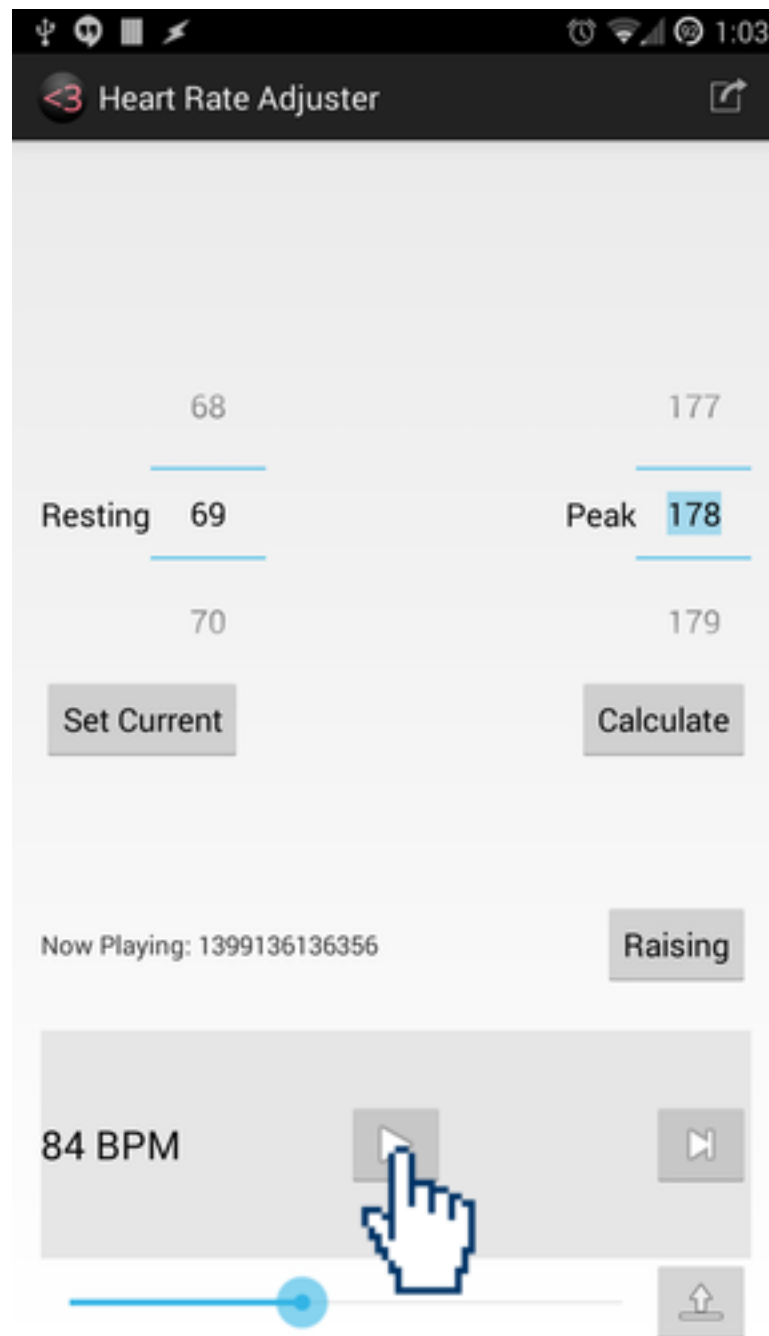 92 1:03
<3 Heart Rate Adjuster
68 177
Resting 69 Peak 178
70 179
Set Current Calculate
Now Playing: 1399136136356 Raising
84 BPM